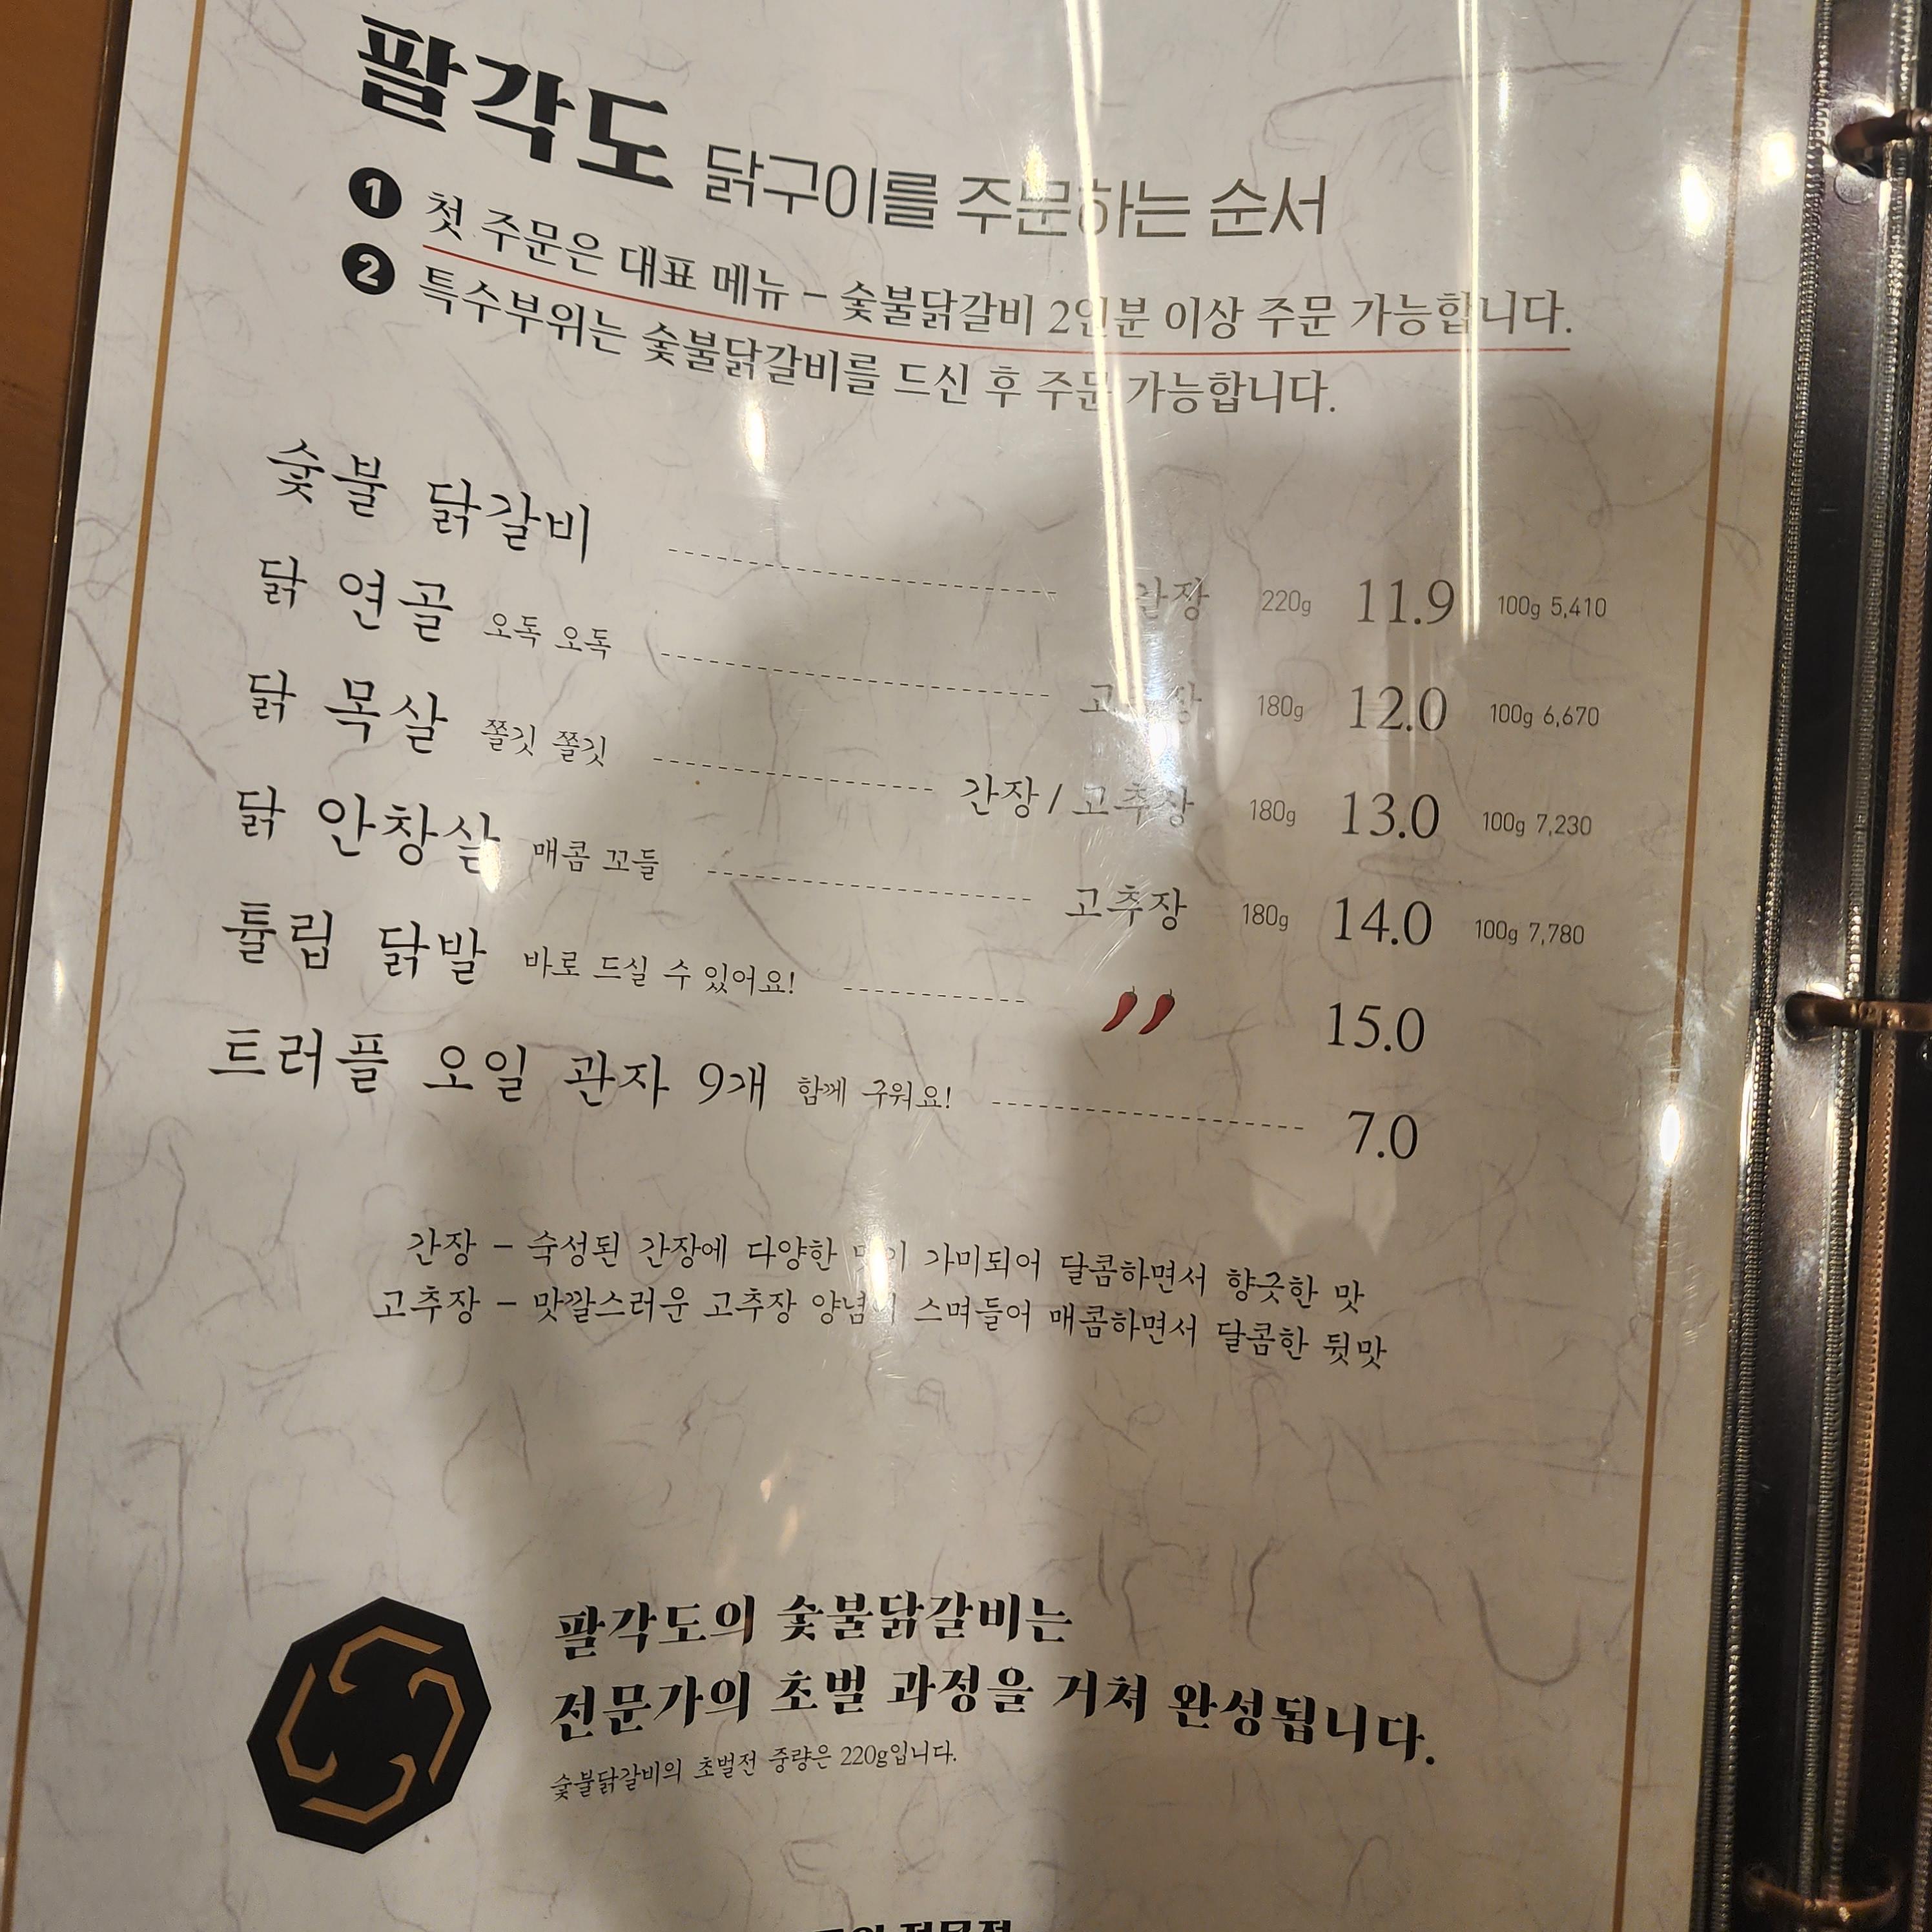 팔각도 닭구이를 주문하는 순서
1 첫 주문은 대표 메뉴 - 숯불닭갈비 2인분 이상 주문 가능합니다.
2 특수부위는 숯불닭갈비를 드신 후 주문 가능합니다.
숯불 닭갈비 간장 220g 11.9 100g 5,410
닭 연골 오독 오독 고추장 180g 12.0 100g 6,670
닭 목살 쫄깃 쫄깃 간장 / 고추장 180g 13.0 100g 7,230
닭 안창살 매콤 꼬들 고추장 180g 14.0 100g 7,780
튤립 닭발 바로 드실 수 있어요! 15.0
트러플 오일 관자 9개 함께 구워요! 7.0
간장 - 숙성된 간장에 다양한 맛이 가미되어 달콤하면서 향긋한 맛
고추장 - 맛깔스러운 고추장 양념이 스며들어 매콤하면서 달콤한 뒷맛
팔각도의 숯불닭갈비는
전문가의 초벌 과정을 거쳐 완성됩니다.
숯불닭갈비의 초벌전 중량은 220g입니다.